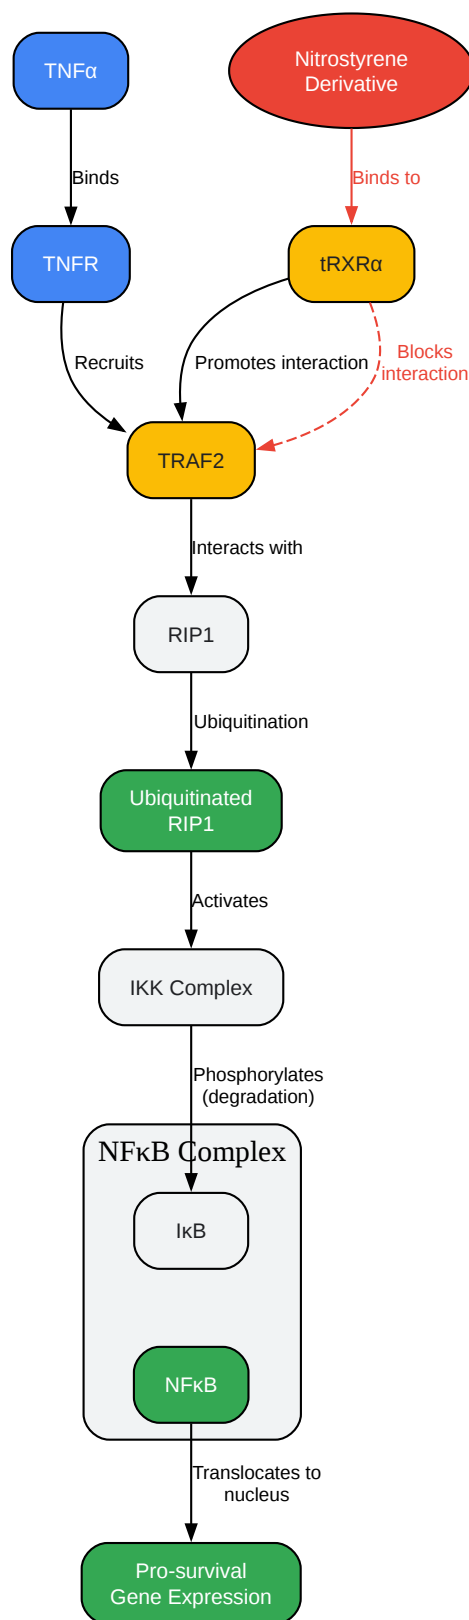 TNFα
Nitrostyrene
Derivative
Binds
Binds to
TNFR
tRXRα
Recruits
Promotes interaction
Blocks
interaction
TRAF2
Interacts with
RIP1
Ubiquitination
Ubiquitinated
RIP1
Activates
IKK Complex
Phosphorylates
(degradation)
NFκB Complex
IκB
NFκB
Translocates to
nucleus
Pro-survival
Gene Expression